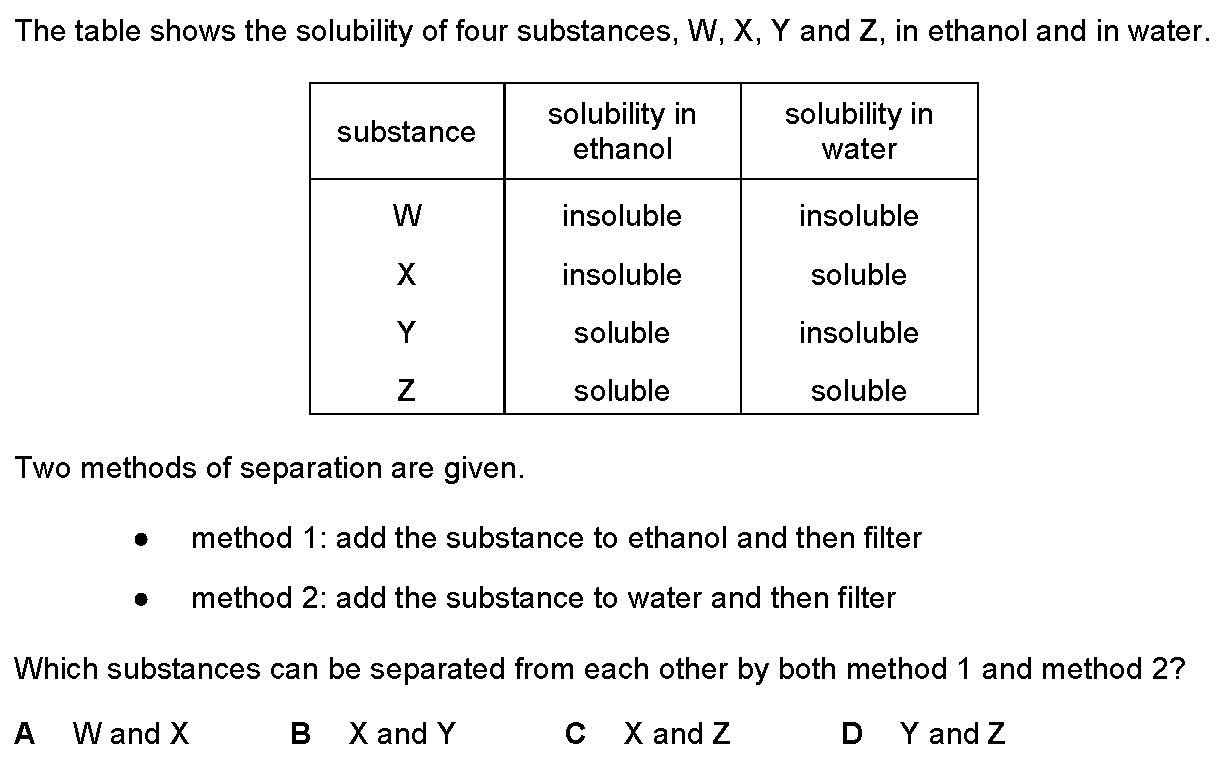 The table shows the solubility of four substances, W, X, Y and Z, in ethanol and in water.
substance solubility in ethanol solubility in water
W insoluble insoluble
X insoluble soluble
Y soluble insoluble
Z soluble soluble
Two methods of separation are given.
● method 1: add the substance to ethanol and then filter
● method 2: add the substance to water and then filter
Which substances can be separated from each other by both method 1 and method 2?
A W and X B X and Y C X and Z D Y and Z